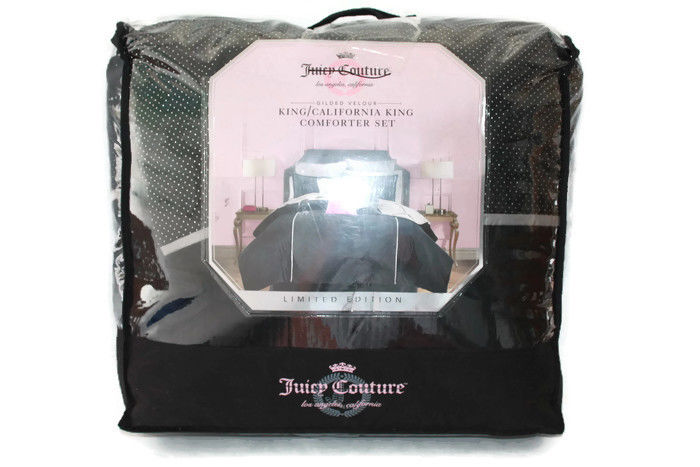 Juicy Couture
los angeles, california
GILDED VELOUR
KING/CALIFORNIA KING
COMFORTER SET
LIMITED EDITION
Juicy Couture
los angeles, california